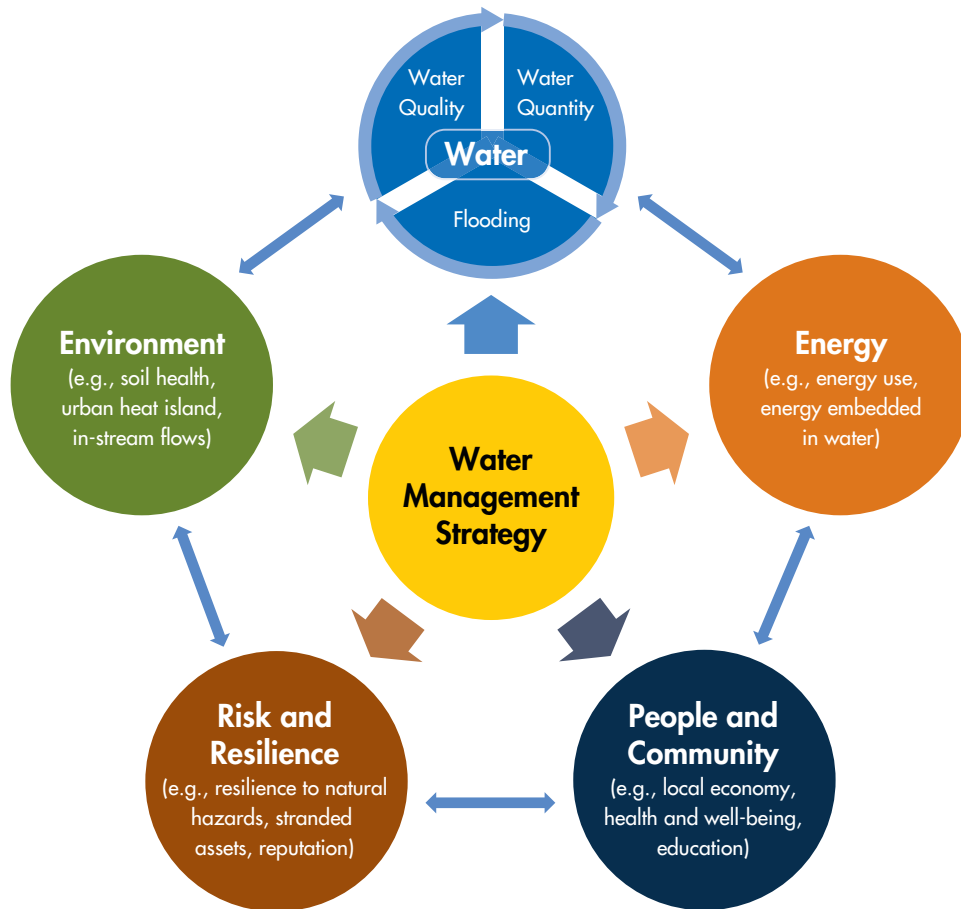 Water
Quality
Water
Quantity
Water
Flooding
Environment
(e.g., soil health,
urban heat island,
in-stream flows)
Energy
(e.g., energy use,
energy embedded
in water)
Water
Management
Strategy
Risk and
Resilience
(e.g., resilience to natural
hazards, stranded
assets, reputation)
People and
Community
(e.g., local economy,
health and well-being,
education)